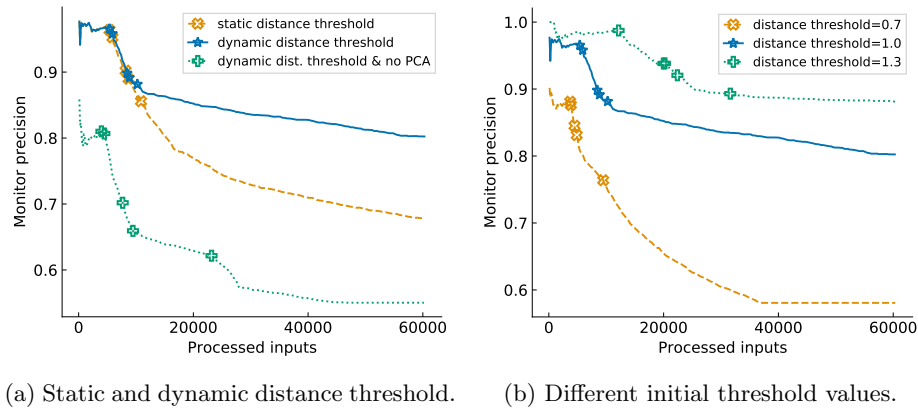 static distance threshold
dynamic distance threshold
dynamic dist. threshold & no PCA
Monitor precision
0.9
0.8
0.7
0.6
0
20000
40000
60000
Processed inputs
(a) Static and dynamic distance threshold.
distance threshold=0.7
distance threshold=1.0
distance threshold=1.3
Monitor precision
1.0
0.9
0.8
0.7
0.6
0
20000
40000
60000
Processed inputs
(b) Different initial threshold values.